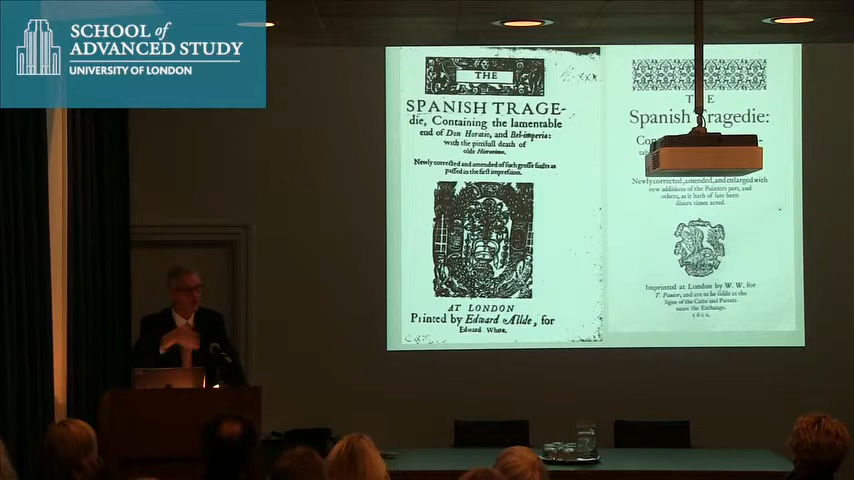 SCHOOL of
ADVANCED STUDY
UNIVERSITY OF LONDON
THE
SPANISH TRAGE-
die, Containing the lamentable
end of Don Horatio, and Bel-imperia:
with the pittifull death of
olde Hieronimo.
Newly corrected and amended of such grosse faults as
passed in the first impression.
AT LONDON
Printed by Edward Allde, for
Edward White.
THE
Spanish Tragedie:
Newly corrected, amended, and enlarged with
new additions of the Painters part, and
others, as it hath of late been
divers times acted.
Imprinted at London by W. W. for
T. Pauier, and are to be solde at the
signe of the Catte and Parrats
neare the Exchange.
1602.